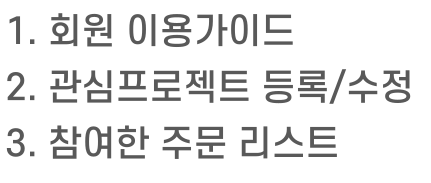 1. 회원 이용가이드
2. 관심프로젝트 등록/수정
3. 참여한 주문 리스트